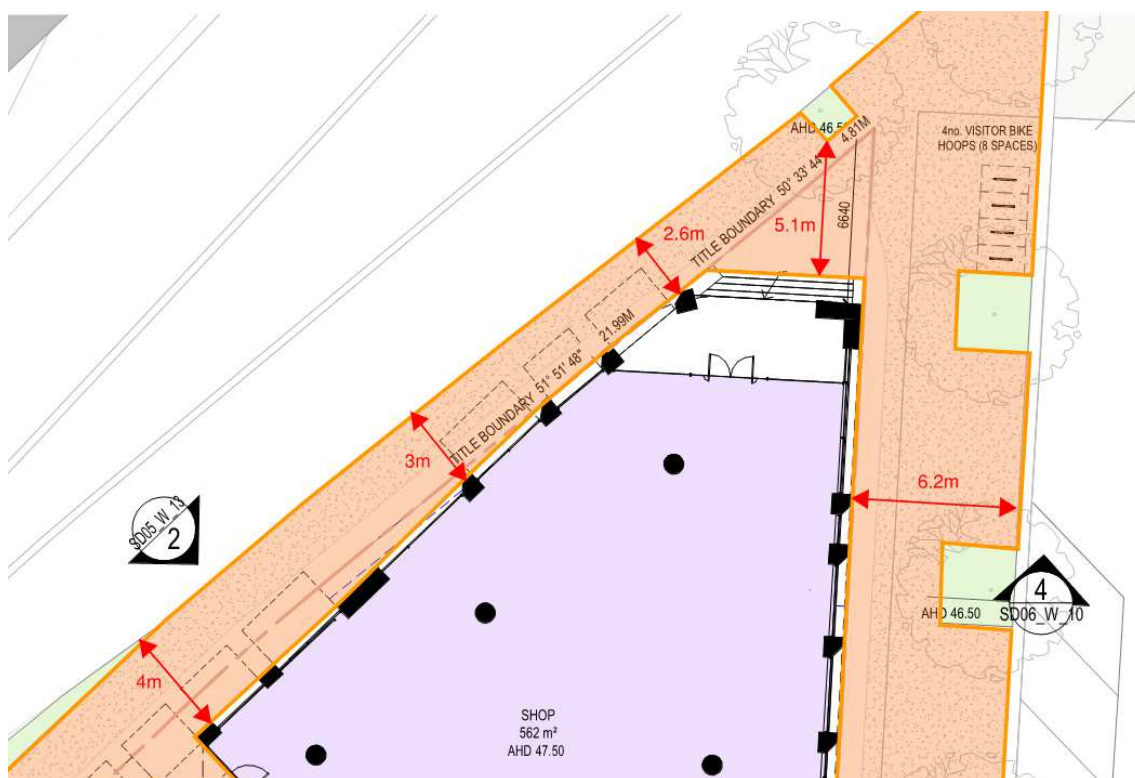 4no. VISITOR BIKE
HOOPS (8 SPACES)
AHD 46.50
4.81M
TITLE BOUNDARY 50° 33' 44"
5.1m
6640
2.6m
21.99M
TITLE BOUNDARY 51° 51' 48"
3m
6.2m
SD05_W_13
2
4
SD06_W_10
AHD 46.50
4m
SHOP
562 m²
AHD 47.50